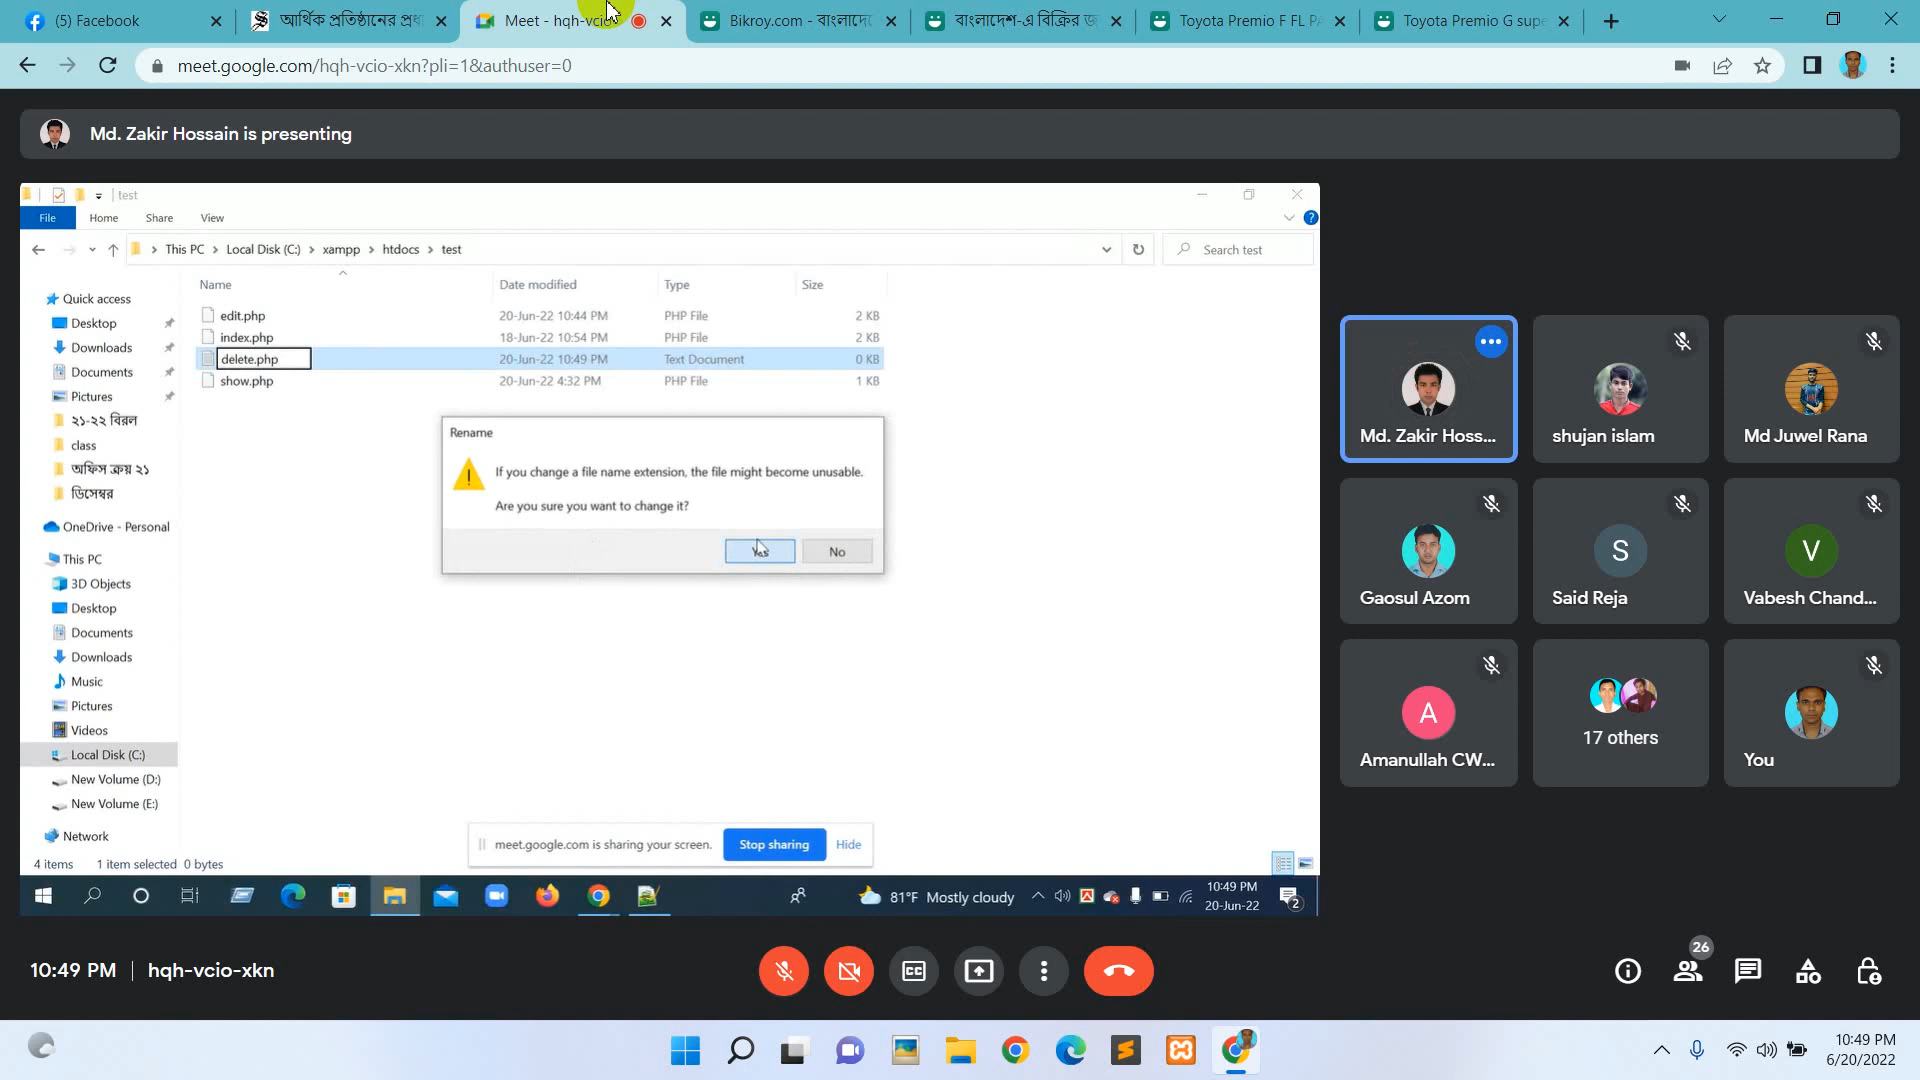 (5) Facebook
আর্থিক প্রতিষ্ঠানের প্রধ
Meet - hqh-vcio
Bikroy.com - বাংলাদে
বাংলাদেশ-এ বিক্রির জ
Toyota Premio F FL PA
Toyota Premio G supe
meet.google.com/hqh-vcio-xkn?pli=1&authuser=0
Md. Zakir Hossain is presenting
test
File Home Share View
This PC > Local Disk (C:) > xampp > htdocs > test
Search test
Name Date modified Type Size
edit.php 20-Jun-22 10:44 PM PHP File 2 KB
index.php 18-Jun-22 10:54 PM PHP File 2 KB
delete.php 20-Jun-22 10:49 PM Text Document 0 KB
show.php 20-Jun-22 4:32 PM PHP File 1 KB
Quick access
Desktop
Downloads
Documents
Pictures
২১-২২ বিরল
class
অফিস ক্রয় ২১
ডিসেম্বর
OneDrive - Personal
This PC
3D Objects
Desktop
Documents
Downloads
Music
Pictures
Videos
Local Disk (C:)
New Volume (D:)
New Volume (E:)
Network
4 items 1 item selected 0 bytes
Rename
If you change a file name extension, the file might become unusable.
Are you sure you want to change it?
Yes No
meet.google.com is sharing your screen. Stop sharing Hide
81°F Mostly cloudy
10:49 PM
20-Jun-22
2
Md. Zakir Hoss...
shujan islam
Md Juwel Rana
Gaosul Azom
S
Said Reja
V
Vabesh Chand...
A
Amanullah CW...
17 others
You
10:49 PM | hqh-vcio-xkn
26
10:49 PM
6/20/2022